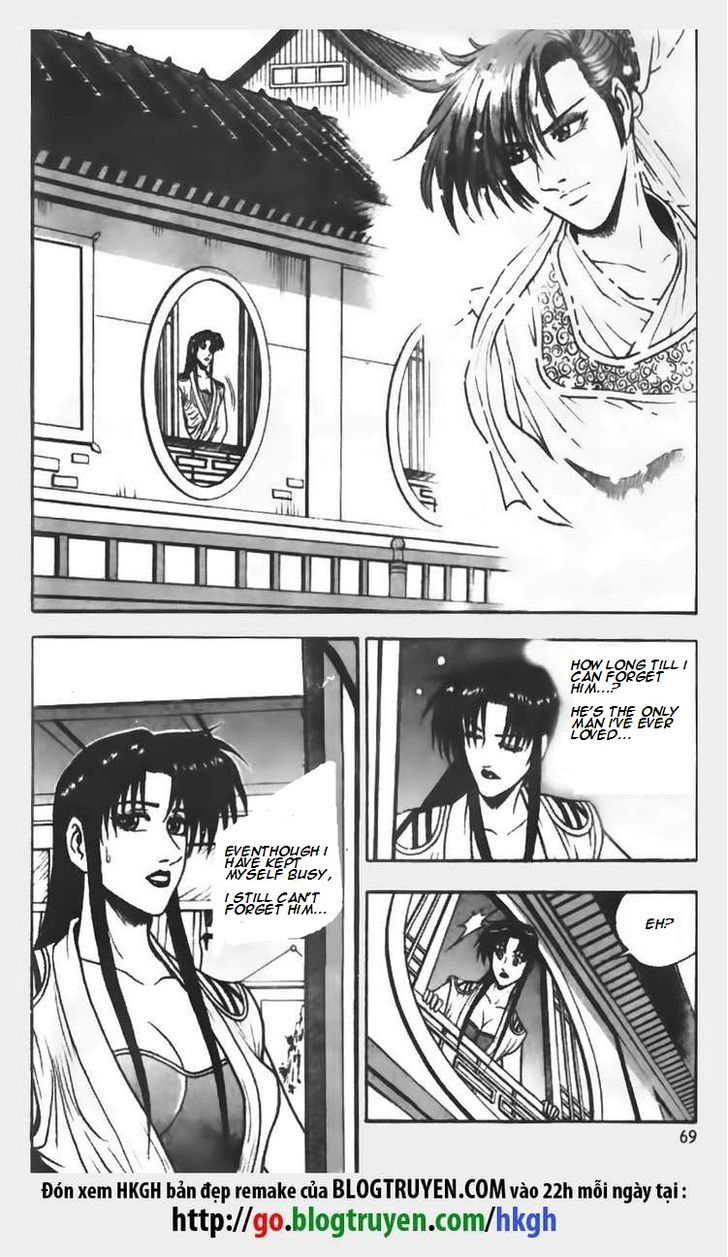 EVENTHOUGH I
HAVE KEPT
MYSELF BUSY,
I STILL CAN'T
FORGET HIM...
HOW LONG TILL I
CAN FORGET
HIM...?
HE'S THE ONLY
MAN I'VE EVER
LOVED...
EH?
69
Đón xem HKGH bản đẹp remake của BLOGTRUYEN.COM vào 22h mỗi ngày tại :
http://go.blogtruyen.com/hkgh